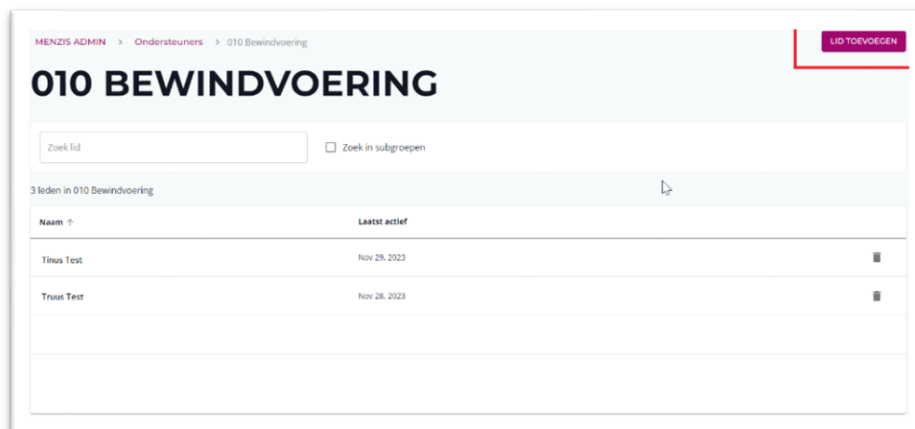 MENZIS ADMIN > Ondersteuners > 010 Bewindvoering
LID TOEVOEGEN
010 BEWINDVOERING
Zoek lid
Zoek in subgroepen
3 leden in 010 Bewindvoering
Naam ↑ Laatst actief
Tinus Test Nov 29, 2023
Truus Test Nov 28, 2023